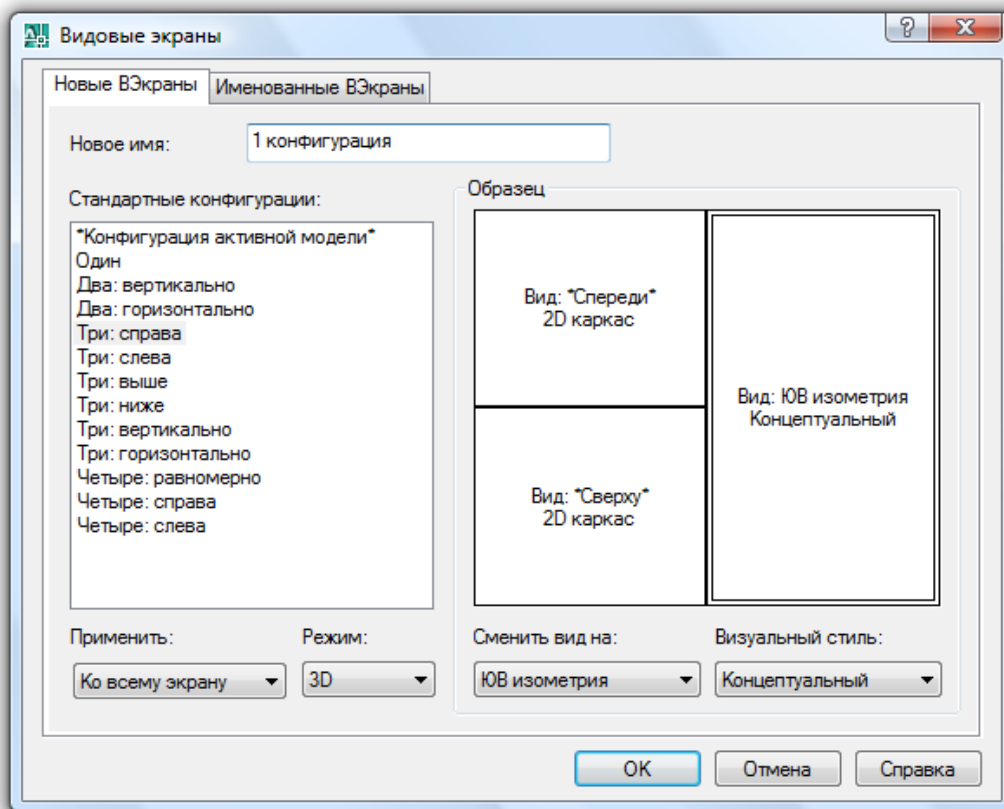 Видовые экраны
Новые ВЭкраны
Именованные ВЭкраны
Новое имя:
1 конфигурация
Стандартные конфигурации:
*Конфигурация активной модели*
Один
Два: вертикально
Два: горизонтально
Три: справа
Три: слева
Три: выше
Три: ниже
Три: вертикально
Три: горизонтально
Четыре: равномерно
Четыре: справа
Четыре: слева
Применить:
Режим:
Ко всему экрану
3D
Образец
Вид: *Спереди*
2D каркас
Вид: *Сверху*
2D каркас
Вид: ЮВ изометрия
Концептуальный
Сменить вид на:
Визуальный стиль:
ЮВ изометрия
Концептуальный
OK
Отмена
Справка